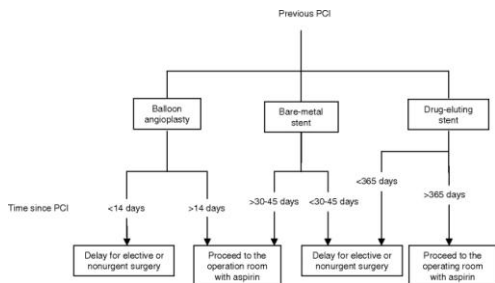 Previous PCI
Balloon
angioplasty
Bare-metal
stent
Drug-eluting
stent
Time since PCI
<14 days
>14 days
>30-45 days
<30-45 days
<365 days
>365 days
Delay for elective or
nonurgent surgery
Proceed to the
operation room
with aspirin
Delay for elective or
nonurgent surgery
Proceed to the
operating room
with aspirin